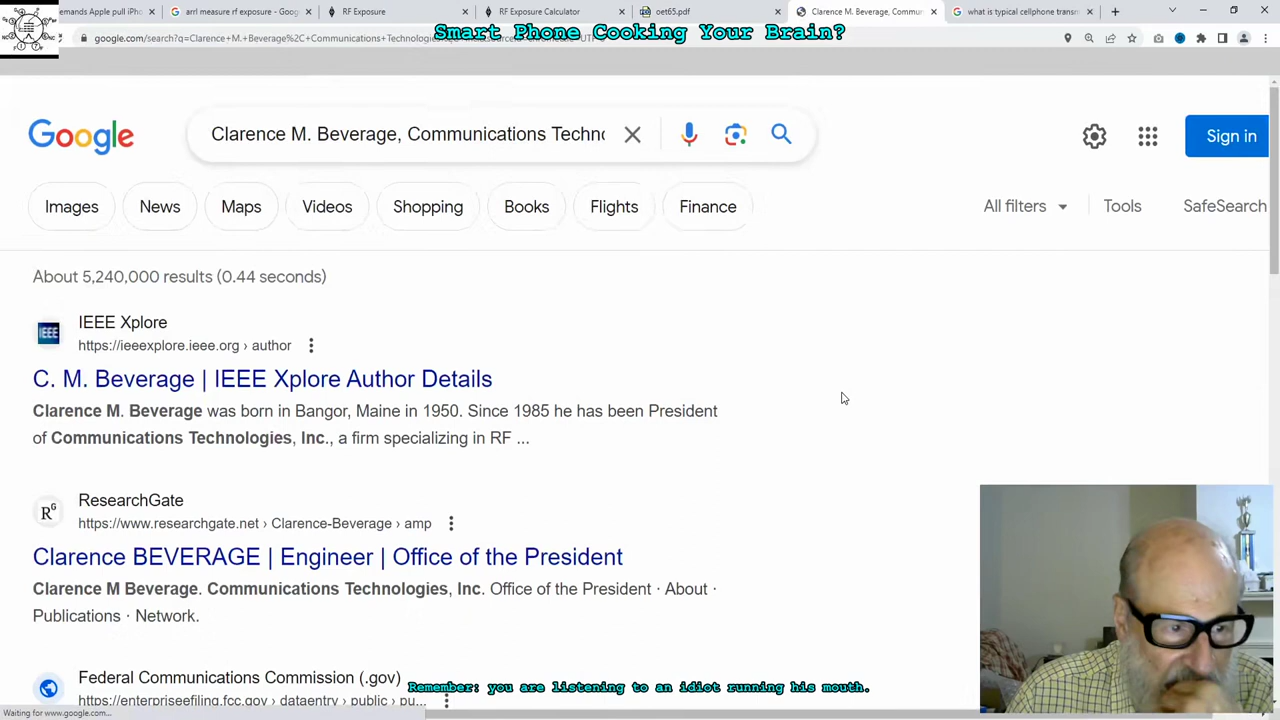 emands Apple pull iPho
arrl measure rf exposure - Goog
RF Exposure
RF Exposure Calculator
oet65.pdf
Clarence M. Beverage, Commun
what is typical cellphone transm
Smart Phone Cooking Your Brain?
google.com/search?q=Clarence+M.+Beverage%2C+Communications+Technologies
Google
Clarence M. Beverage, Communications Techno
Sign in
Images
News
Maps
Videos
Shopping
Books
Flights
Finance
All filters
Tools
SafeSearch
About 5,240,000 results (0.44 seconds)
IEEE
IEEE Xplore
https://ieeexplore.ieee.org › author
C. M. Beverage | IEEE Xplore Author Details
Clarence M. Beverage was born in Bangor, Maine in 1950. Since 1985 he has been President
of Communications Technologies, Inc., a firm specializing in RF ...
RG
ResearchGate
https://www.researchgate.net › Clarence-Beverage › amp
Clarence BEVERAGE | Engineer | Office of the President
Clarence M Beverage. Communications Technologies, Inc. Office of the President · About ·
Publications · Network.
Federal Communications Commission (.gov)
https://enterpriseefiling.fcc.gov › dataentry › public › pu...
Remember: you are listening to an idiot running his mouth.
Waiting for www.google.com...